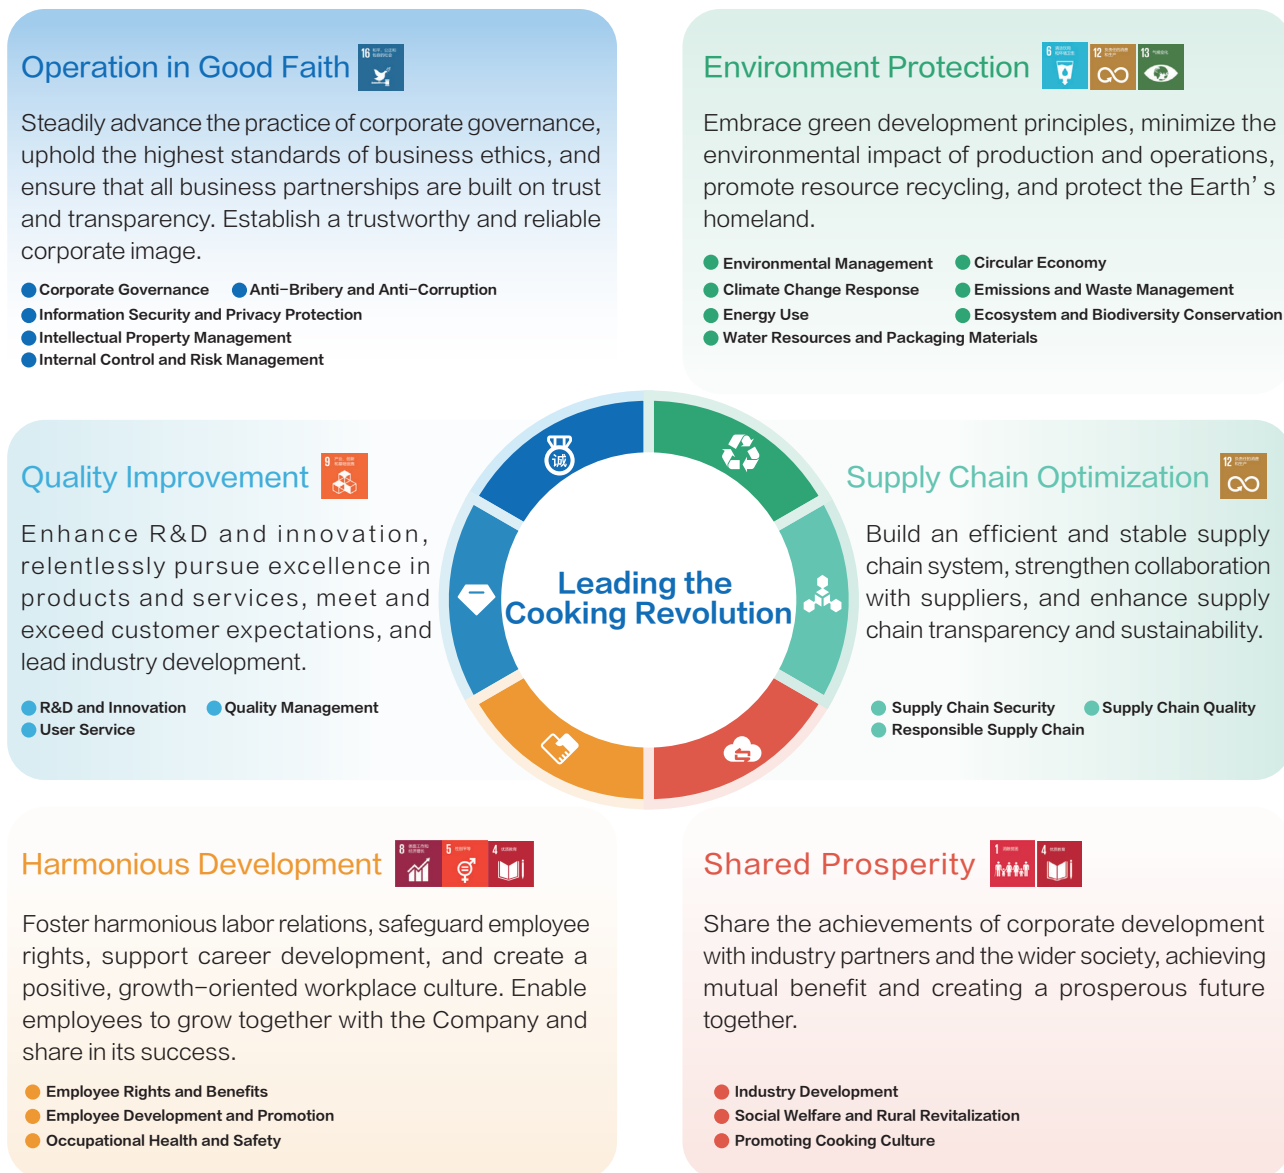 Operation in Good Faith
16
Steadily advance the practice of corporate governance,
uphold the highest standards of business ethics, and
ensure that all business partnerships are built on trust
and transparency. Establish a trustworthy and reliable
corporate image.
Corporate Governance
Anti-Bribery and Anti-Corruption
Information Security and Privacy Protection
Intellectual Property Management
Internal Control and Risk Management
Environment Protection
6
12
13
Embrace green development principles, minimize the
environmental impact of production and operations,
promote resource recycling, and protect the Earth's
homeland.
Environmental Management
Circular Economy
Climate Change Response
Emissions and Waste Management
Energy Use
Ecosystem and Biodiversity Conservation
Water Resources and Packaging Materials
Quality Improvement
9
Enhance R&D and innovation,
relentlessly pursue excellence in
products and services, meet and
exceed customer expectations, and
lead industry development.
R&D and Innovation
Quality Management
User Service
诚
Leading the
Cooking Revolution
Supply Chain Optimization
12
Build an efficient and stable supply
chain system, strengthen collaboration
with suppliers, and enhance supply
chain transparency and sustainability.
Supply Chain Security
Supply Chain Quality
Responsible Supply Chain
Harmonious Development
8
5
4
Foster harmonious labor relations, safeguard employee
rights, support career development, and create a
positive, growth-oriented workplace culture. Enable
employees to grow together with the Company and
share in its success.
Employee Rights and Benefits
Employee Development and Promotion
Occupational Health and Safety
Shared Prosperity
1
4
Share the achievements of corporate development
with industry partners and the wider society, achieving
mutual benefit and creating a prosperous future
together.
Industry Development
Social Welfare and Rural Revitalization
Promoting Cooking Culture